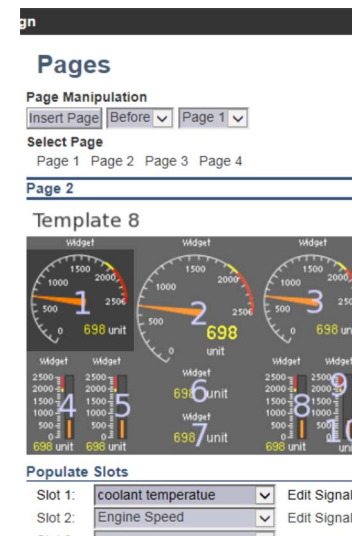 gn
Pages
Page Manipulation
Insert Page Before Page 1
Select Page
Page 1 Page 2 Page 3 Page 4
Page 2
Template 8
Widget Widget Widget
1500 1500 1500
1000 2000 1000 2000 1000 2000
500 1 2500 500 2 2500 500 3 2500
0 698 unit 0 698 unit 0 698 un
Widget Widget Widget Widget Widget
2500 2500 2500 2500
2000 2000 698 6 unit 2000 2000 9
1500 4 1500 5 1500 8 1500
1000 1000 Widget 1000 1000
500 500 698 7 unit 500 500 10
0 0 0 0
698 unit 698 unit 698 unit 698 un
Populate Slots
Slot 1: coolant temperatue Edit Signal
Slot 2: Engine Speed Edit Signal